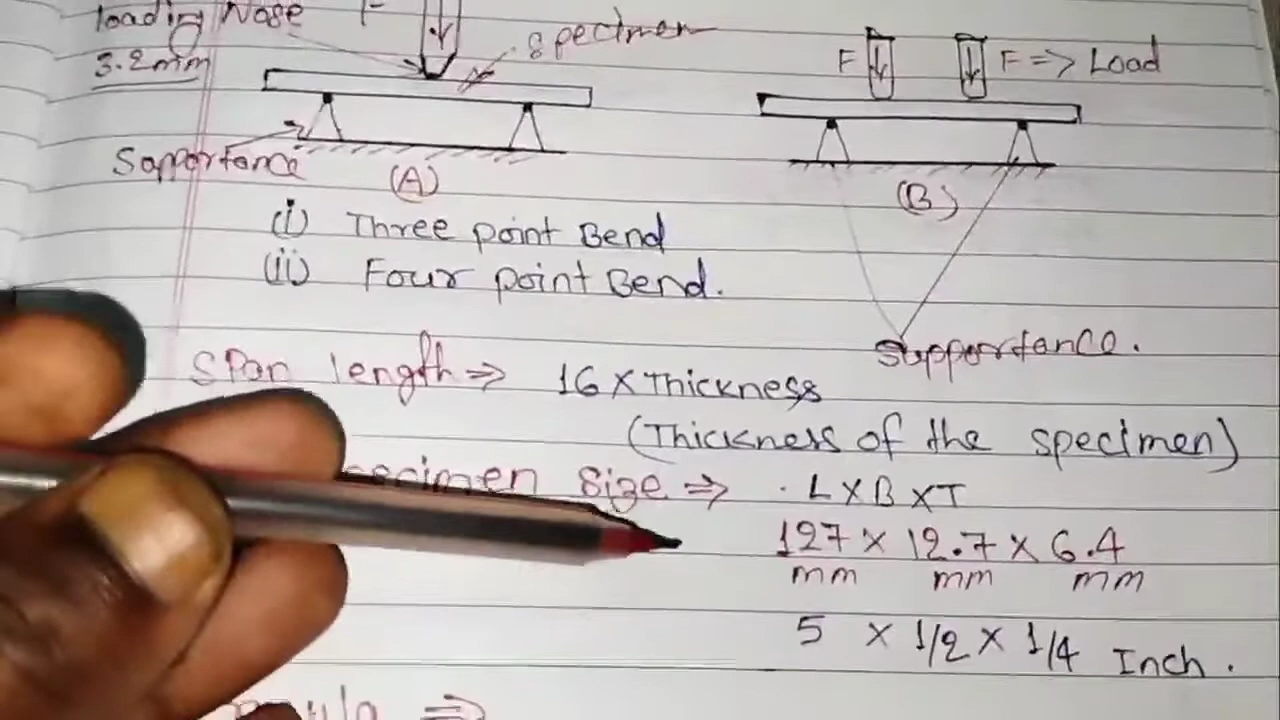 loading Nose F specimen
3.2mm
F F => Load
Sopportance
(A)
(B)
(i) Three point Bend
(ii) Four point Bend.
Supportance.
Span length => 16 X Thickness
(Thickness of the specimen)
size => . L X B X T
127 x 12.7 x 6.4
mm mm mm
5 x 1/2 x 1/4 Inch.
=>